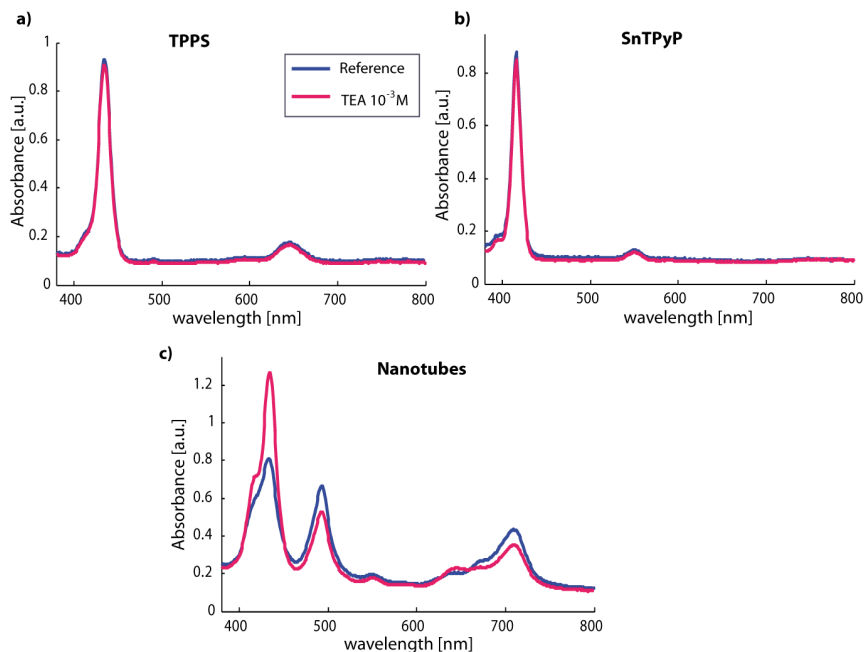 a)
TPPS
Reference
TEA 10⁻³M
1
0.8
0.6
0.4
0.2
0
Absorbance [a.u.]
400 500 600 700 800
wavelength [nm]
b)
SnTPyP
0.8
0.6
0.4
0.2
0
Absorbance [a.u.]
400 500 600 700 800
wavelength [nm]
c)
Nanotubes
1.2
1
0.8
0.6
0.4
0.2
0
Absorbance [a.u.]
400 500 600 700 800
wavelength [nm]